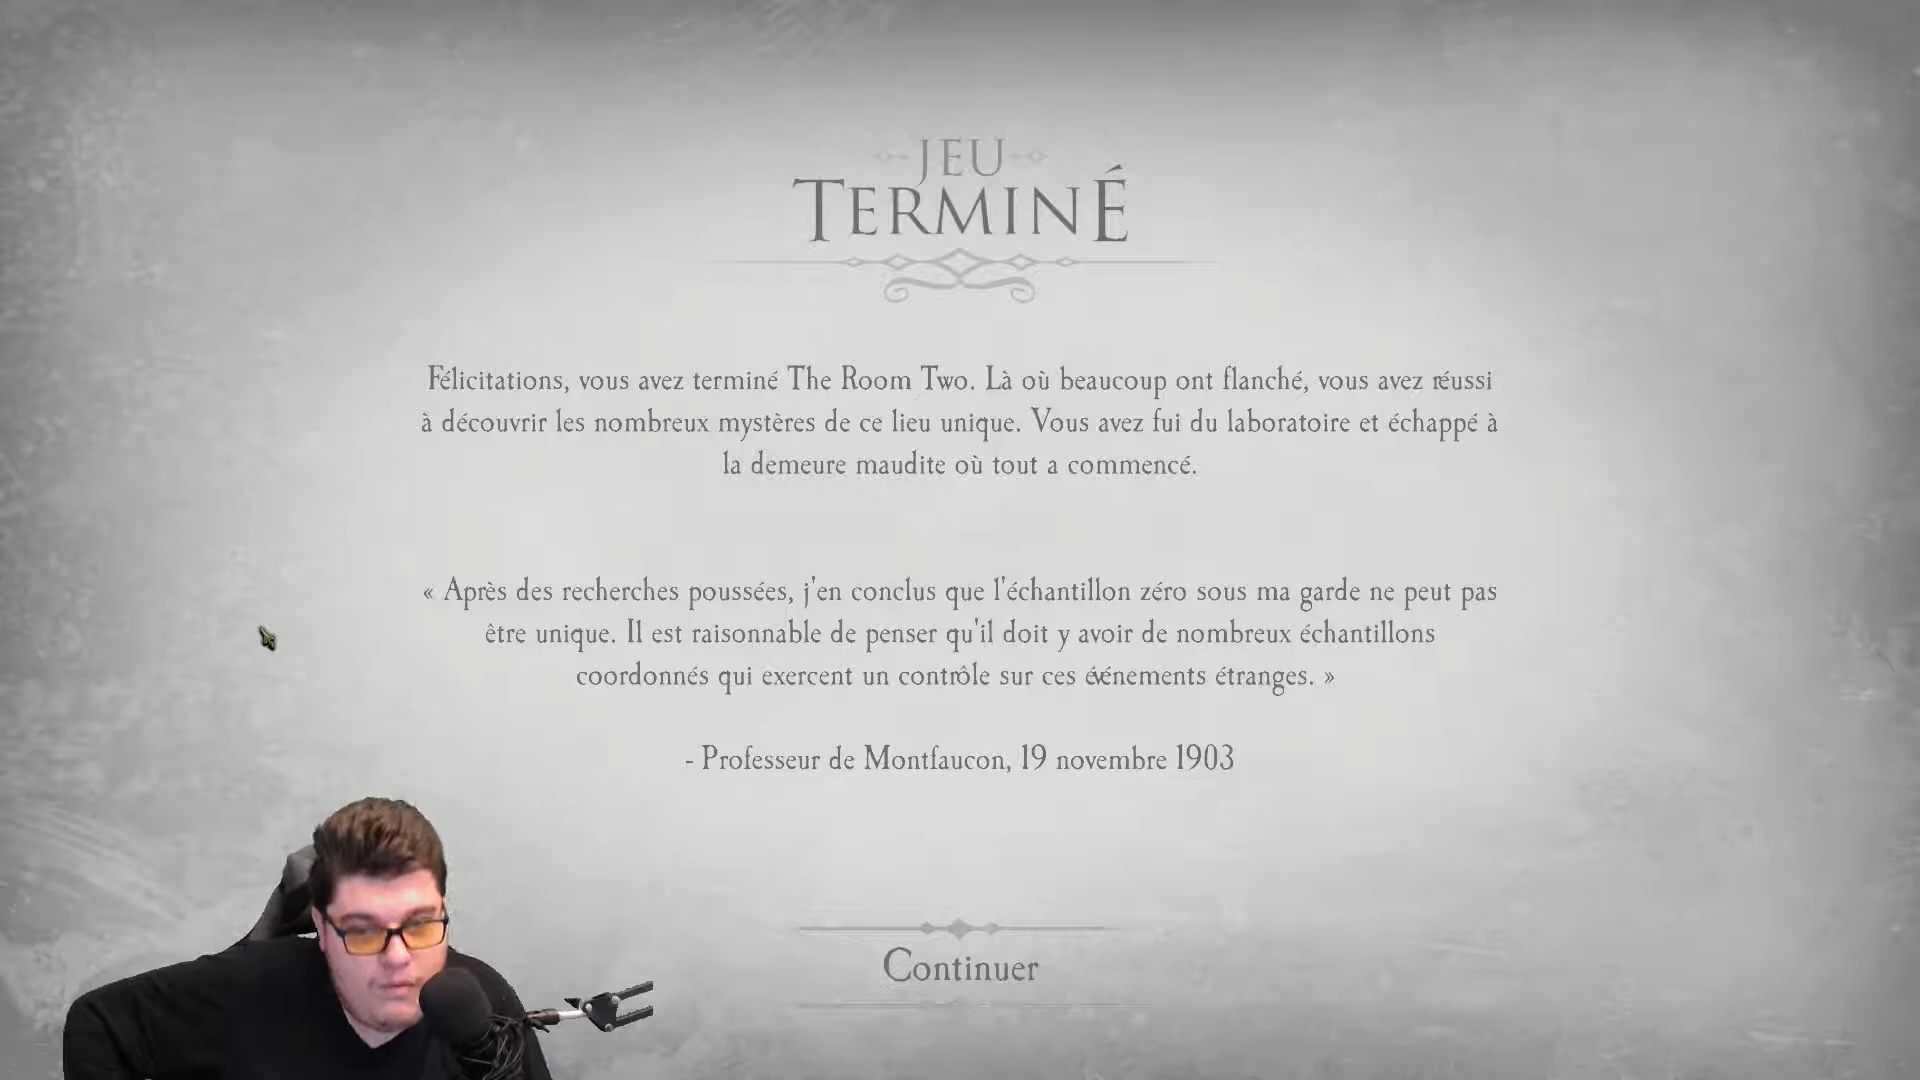 JEU
TERMINÉ
Félicitations, vous avez terminé The Room Two. Là où beaucoup ont flanché, vous avez réussi
à découvrir les nombreux mystères de ce lieu unique. Vous avez fui du laboratoire et échappé à
la demeure maudite où tout a commencé.
« Après des recherches poussées, j'en conclus que l'échantillon zéro sous ma garde ne peut pas
être unique. Il est raisonnable de penser qu'il doit y avoir de nombreux échantillons
coordonnés qui exercent un contrôle sur ces événements étranges. »
- Professeur de Montfaucon, 19 novembre 1903
Continuer